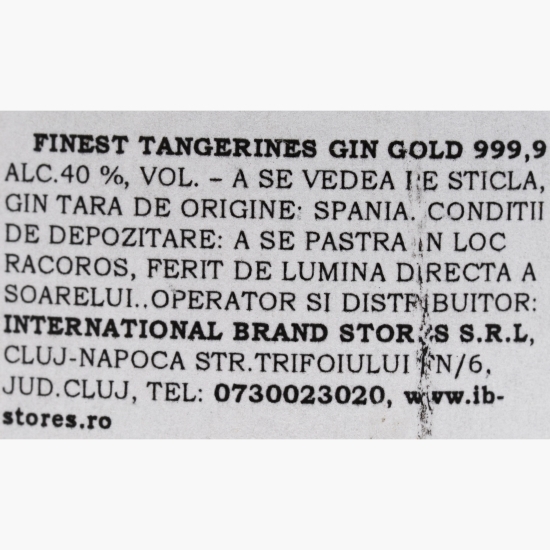 FINEST TANGERINES GIN GOLD 999,9
ALC.40 %, VOL. – A SE VEDEA PE STICLA,
GIN TARA DE ORIGINE: SPANIA. CONDITII
DE DEPOZITARE: A SE PASTRA IN LOC
RACOROS, FERIT DE LUMINA DIRECTA A
SOARELUI..OPERATOR SI DISTRIBUITOR:
INTERNATIONAL BRAND STORES S.R.L,
CLUJ-NAPOCA STR.TRIFOIULUI FN/6,
JUD.CLUJ, TEL: 0730023020, www.ib-
stores.ro